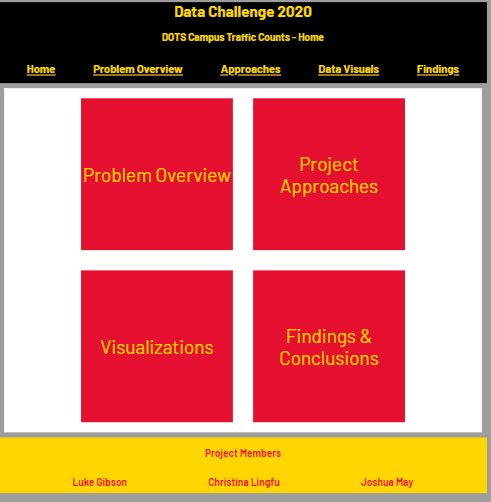 Data Challenge 2020
DOTS Campus Traffic Counts - Home
Home Problem Overview Approaches Data Visuals Findings
Problem Overview
Project
Approaches
Visualizations
Findings &
Conclusions
Project Members
Luke Gibson Christina Lingfu Joshua May